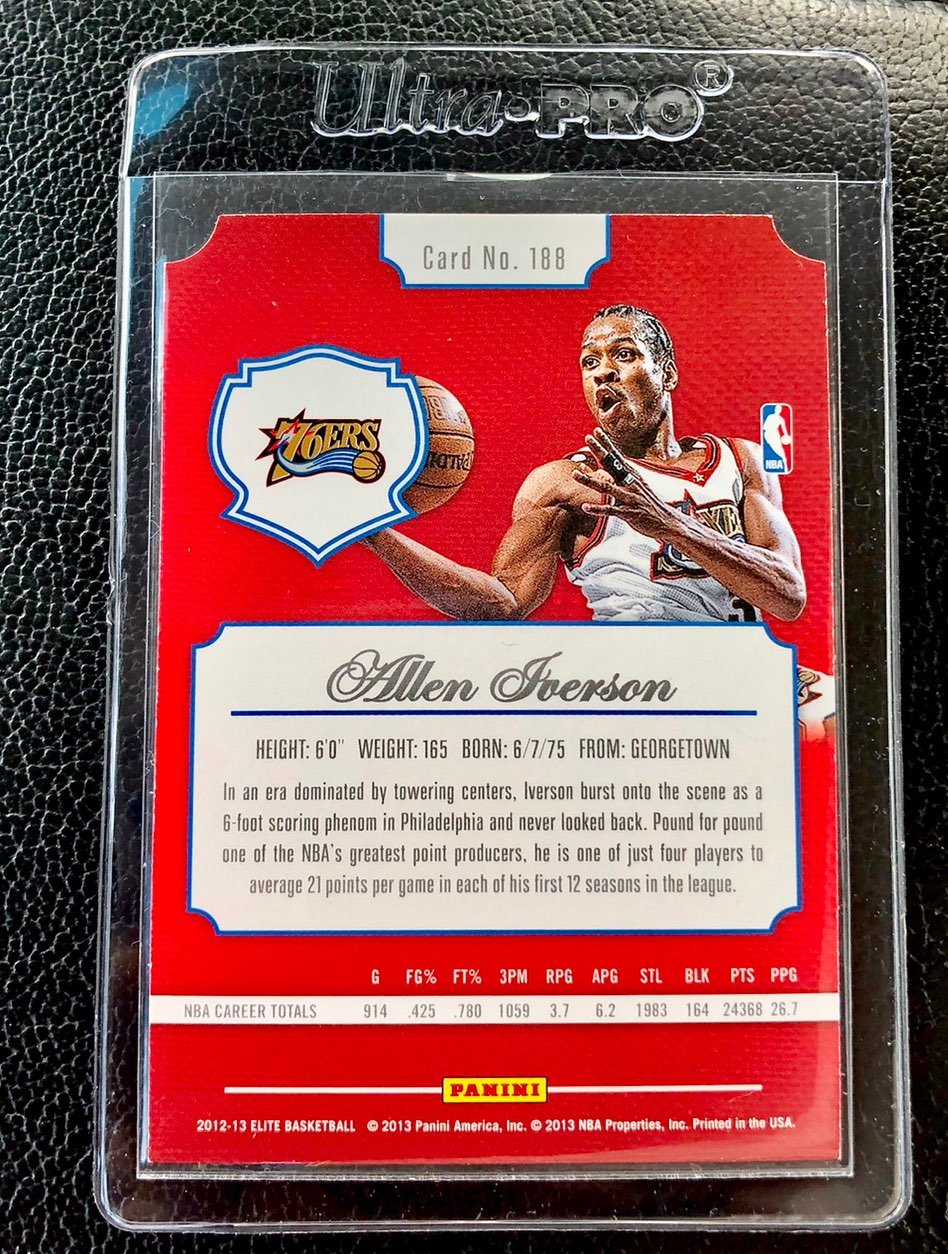 Ultra•PRO®
Card No. 188
76ERS
NBA
Allen Iverson
HEIGHT: 6'0" WEIGHT: 165 BORN: 6/7/75 FROM: GEORGETOWN
In an era dominated by towering centers, Iverson burst onto the scene as a
6-foot scoring phenom in Philadelphia and never looked back. Pound for pound
one of the NBA's greatest point producers, he is one of just four players to
average 21 points per game in each of his first 12 seasons in the league.
G FG% FT% 3PM RPG APG STL BLK PTS PPG
NBA CAREER TOTALS 914 .425 .780 1059 3.7 6.2 1983 164 24368 26.7
PANINI
2012-13 ELITE BASKETBALL © 2013 Panini America, Inc. © 2013 NBA Properties, Inc. Printed in the USA.